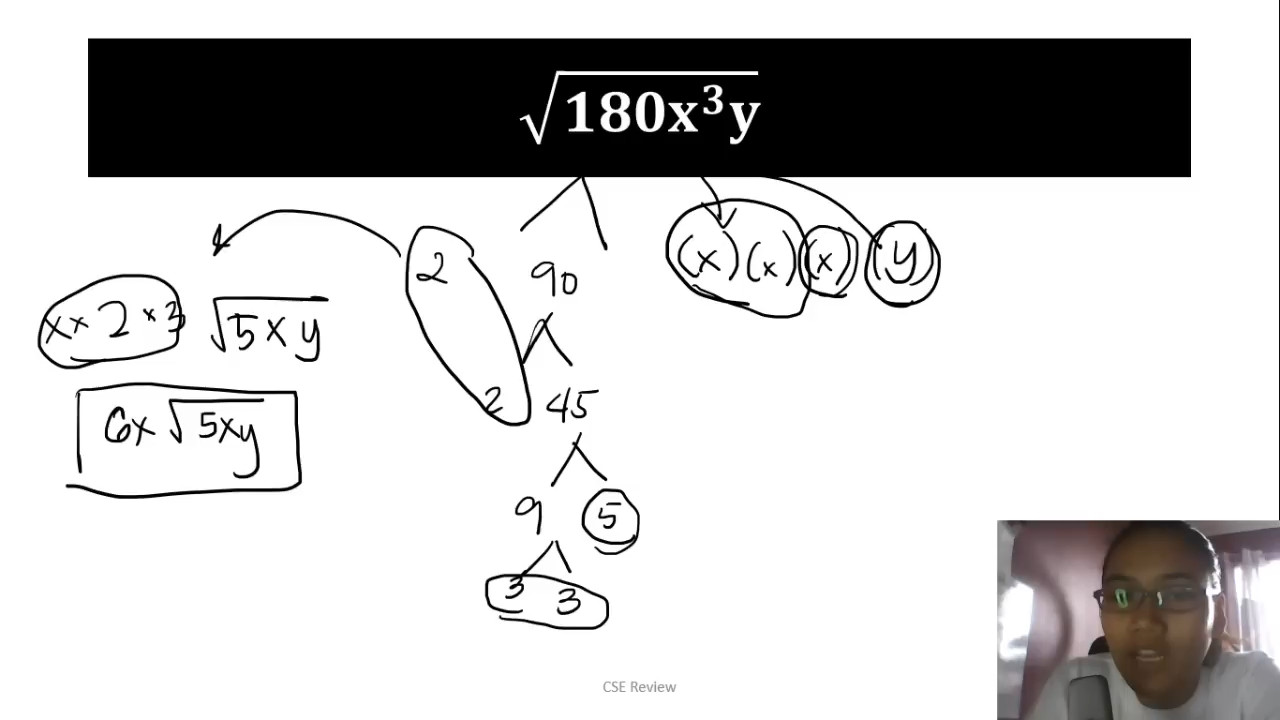 √180x³y
2 90 (x) (x) (x) (y)
x × 2 × 3 √5xy
2 45
6x √5xy
9 5
3 3
CSE Review